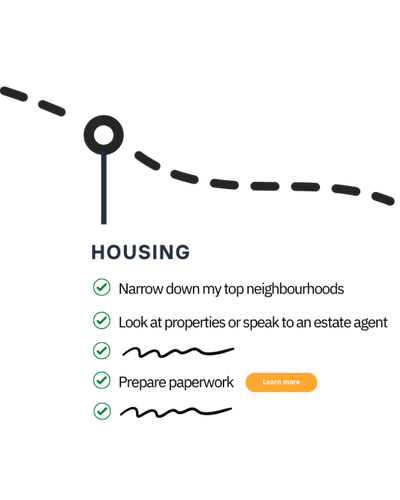 HOUSING
Narrow down my top neighbourhoods
Look at properties or speak to an estate agent
Prepare paperwork Learn more